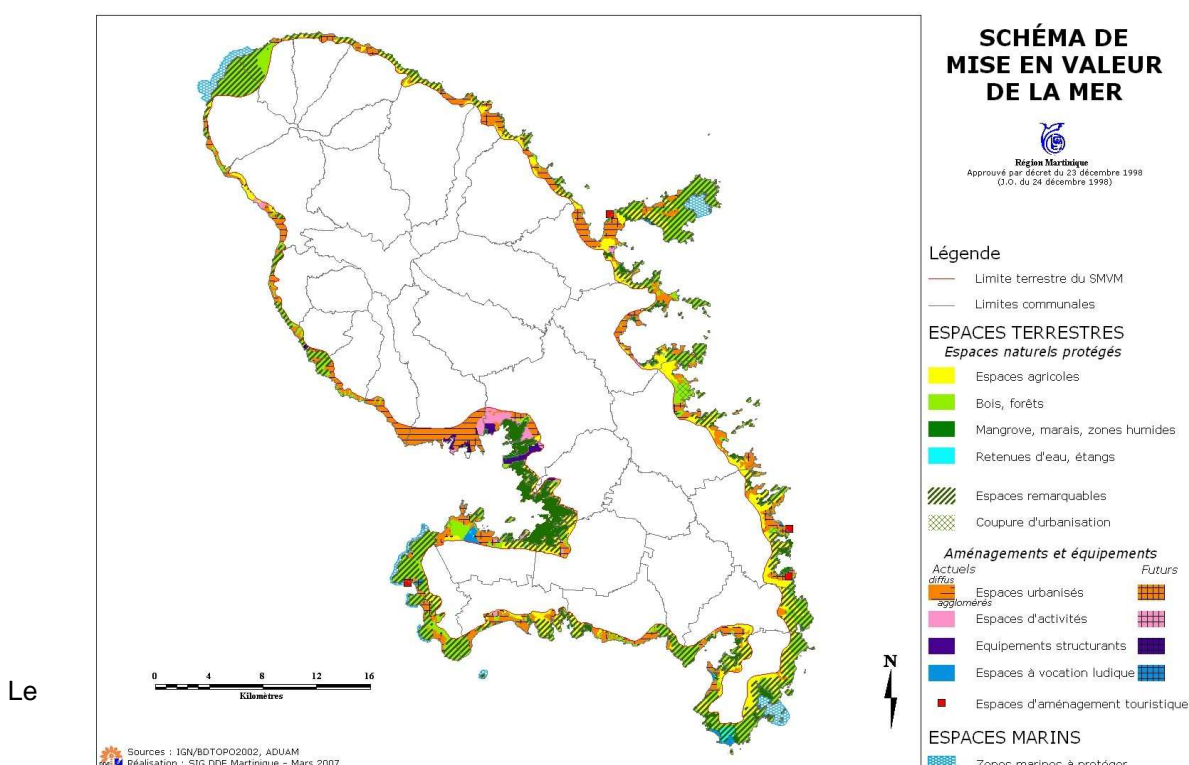 SCHÉMA DE
MISE EN VALEUR
DE LA MER
Région Martinique
Approuvé par décret du 23 décembre 1998
(J.O. du 24 décembre 1998)
Légende
Limite terrestre du SMVM
Limites communales
ESPACES TERRESTRES
Espaces naturels protégés
Espaces agricoles
Bois, forêts
Mangrove, marais, zones humides
Retenues d'eau, étangs
Espaces remarquables
Coupure d'urbanisation
Aménagements et équipements
Actuels Futurs
diffus
Espaces urbanisés
agglomérés
Espaces d'activités
Equipements structurants
Espaces à vocation ludique
Espaces d'aménagement touristique
ESPACES MARINS
Zones marines à protéger
N
0 4 8 12 16
Kilomètres
Le
Sources : IGN/BDTOPO2002, ADUAM
Réalisation : SIG DDE Martinique - Mars 2007